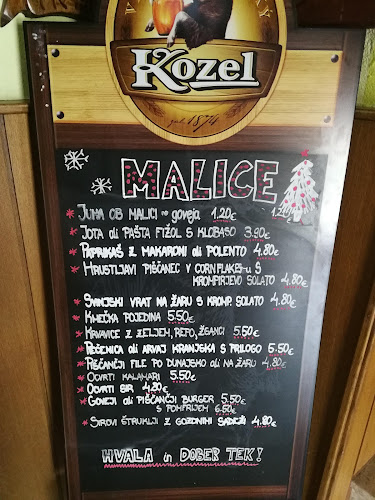 Kozel
1874
MALICE
* JUHA OB MALICI → goveja 1,20€
* JOTA ali PAŠTA FIŽOL S KLOBASO 3.90€
* PAPRIKAŠ Z MAKARONI ali POLENTO 4.80€
* HRUSTLJAVI PIŠČANEC V CORNFLAKES-U S
KROMPIRJEVO SOLATO 4.80€
* SVINJSKI VRAT NA ŽARU S KROMP. SOLATO 4.80€
* KMEČKA POJEDINA 5.50€
* KRVAVICE Z ZELJEM, REPO, ŽGANCI 5.50€
* PEČENICA ali ARVAJ KRANJSKA S PRILOGO 5.50€
* PIŠČANČJI FILE PO DUNAJSKO ali NA ŽARU 4.80€
* OCVRTI KALAMARI 5.50€
* OCVRTI SIR 4.80€
* GOVEJI ali PIŠČANČJI BURGER 5.50€
S POMFRIJEM 6.50€
* SIROVI ŠTRUKLJI Z GOZDNIMI SADEŽI 4.80€
HVALA in DOBER TEK!